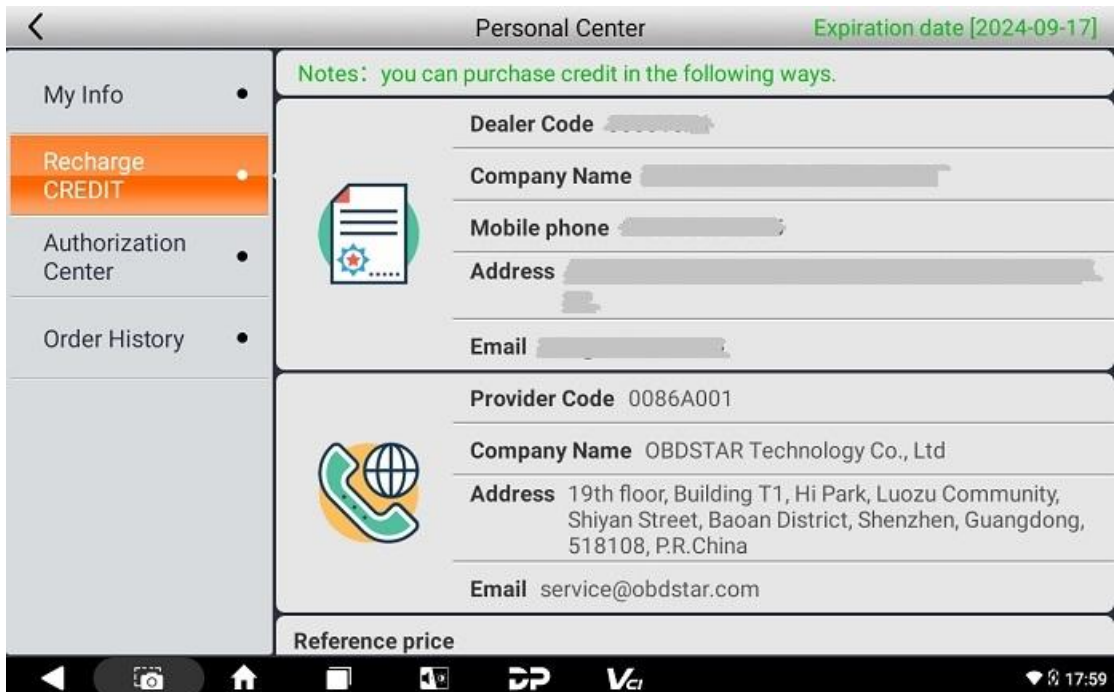 Personal Center
Expiration date [2024-09-17]
My Info
Recharge
CREDIT
Authorization
Center
Order History
Notes：you can purchase credit in the following ways.
Dealer Code
Company Name
Mobile phone
Address
Email
Provider Code 0086A001
Company Name OBDSTAR Technology Co., Ltd
Address 19th floor, Building T1, Hi Park, Luozu Community,
Shiyan Street, Baoan District, Shenzhen, Guangdong,
518108, P.R.China
Email service@obdstar.com
Reference price
DP
VCI
17:59